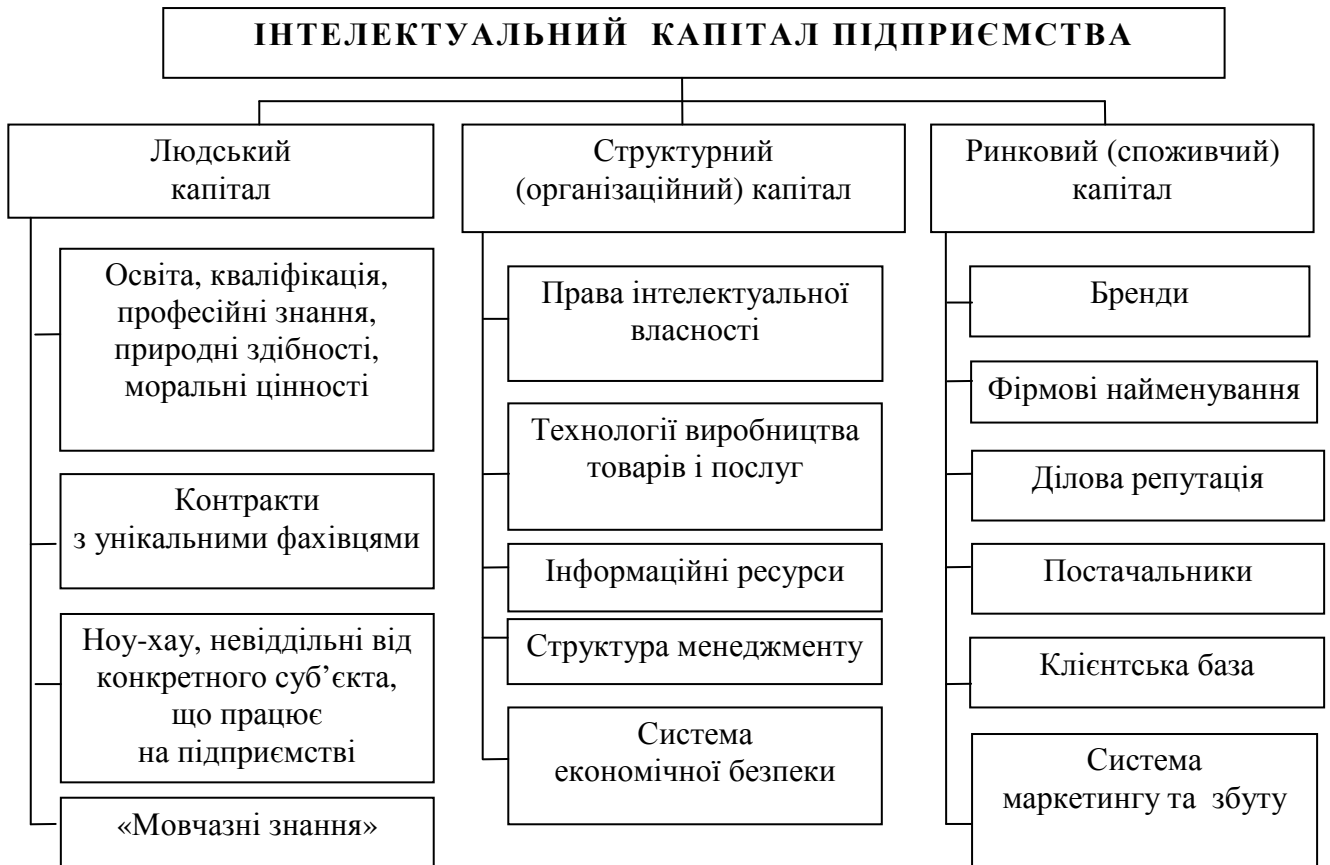 ІНТЕЛЕКТУАЛЬНИЙ КАПІТАЛ ПІДПРИЄМСТВА
Людський
капітал
Освіта, кваліфікація,
професійні знання,
природні здібності,
моральні цінності
Контракти
з унікальними фахівцями
Ноу-хау, невіддільні від
конкретного суб’єкта,
що працює
на підприємстві
«Мовчазні знання»
Структурний
(організаційний) капітал
Права інтелектуальної
власності
Технології виробництва
товарів і послуг
Інформаційні ресурси
Структура менеджменту
Система
економічної безпеки
Ринковий (споживчий)
капітал
Бренди
Фірмові найменування
Ділова репутація
Постачальники
Клієнтська база
Система
маркетингу та збуту